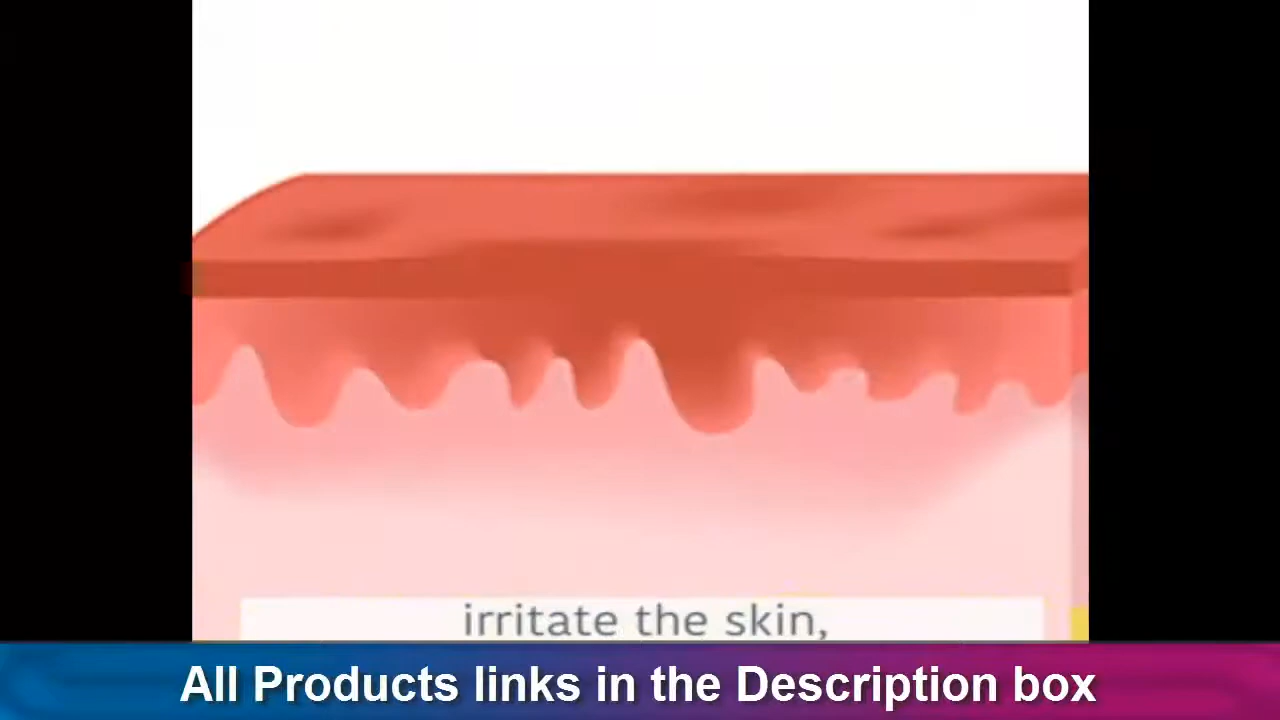 irritate the skin,
All Products links in the Description box